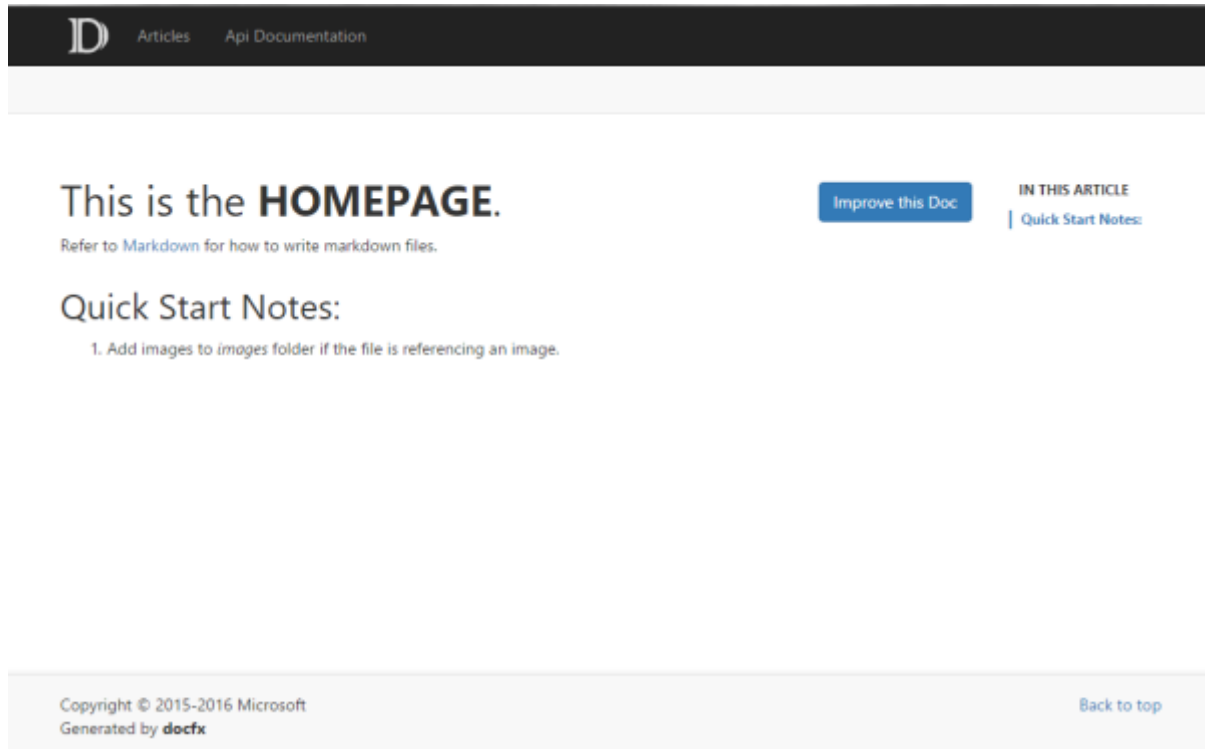 D Articles Api Documentation
This is the HOMEPAGE.
Improve this Doc
IN THIS ARTICLE
Quick Start Notes:
Refer to Markdown for how to write markdown files.
Quick Start Notes:
1. Add images to images folder if the file is referencing an image.
Copyright © 2015-2016 Microsoft
Generated by docfx
Back to top